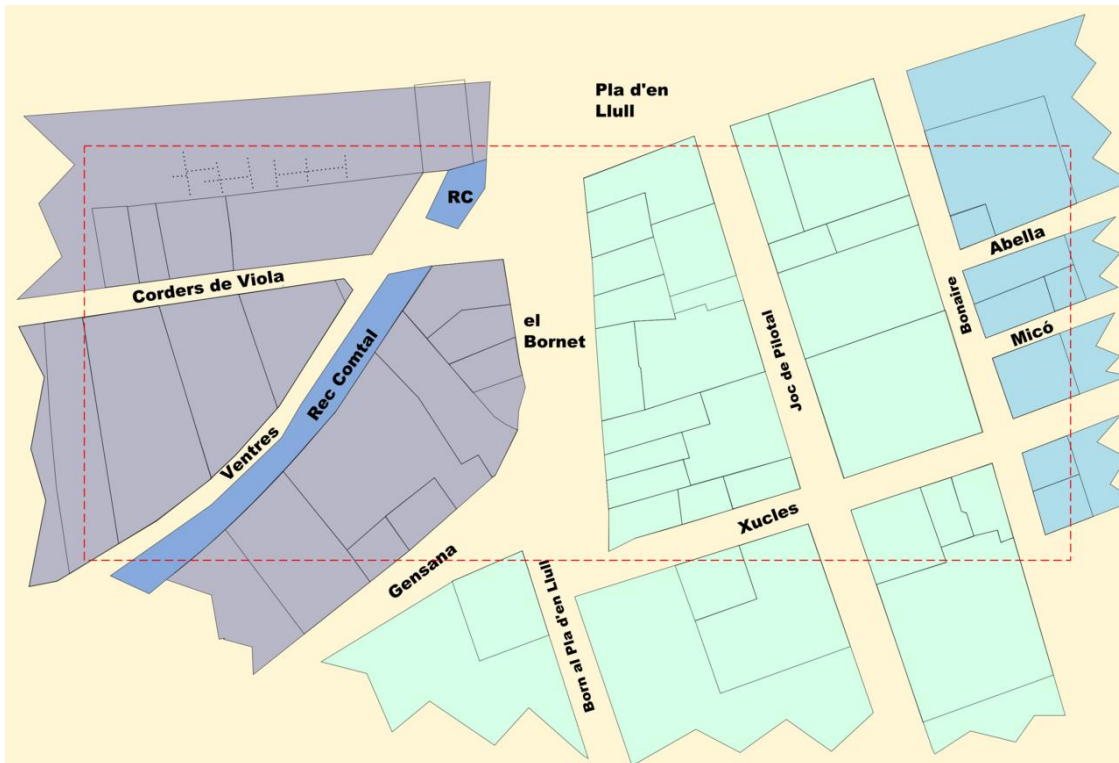 Pla d'en
Llull
RC
Abella
Corders de Viola
el
Bornet
Bonaire
Micó
Joc de Pilotal
Rec Comtal
Ventres
Xucles
Gensana
Born al Pla d'en Llull